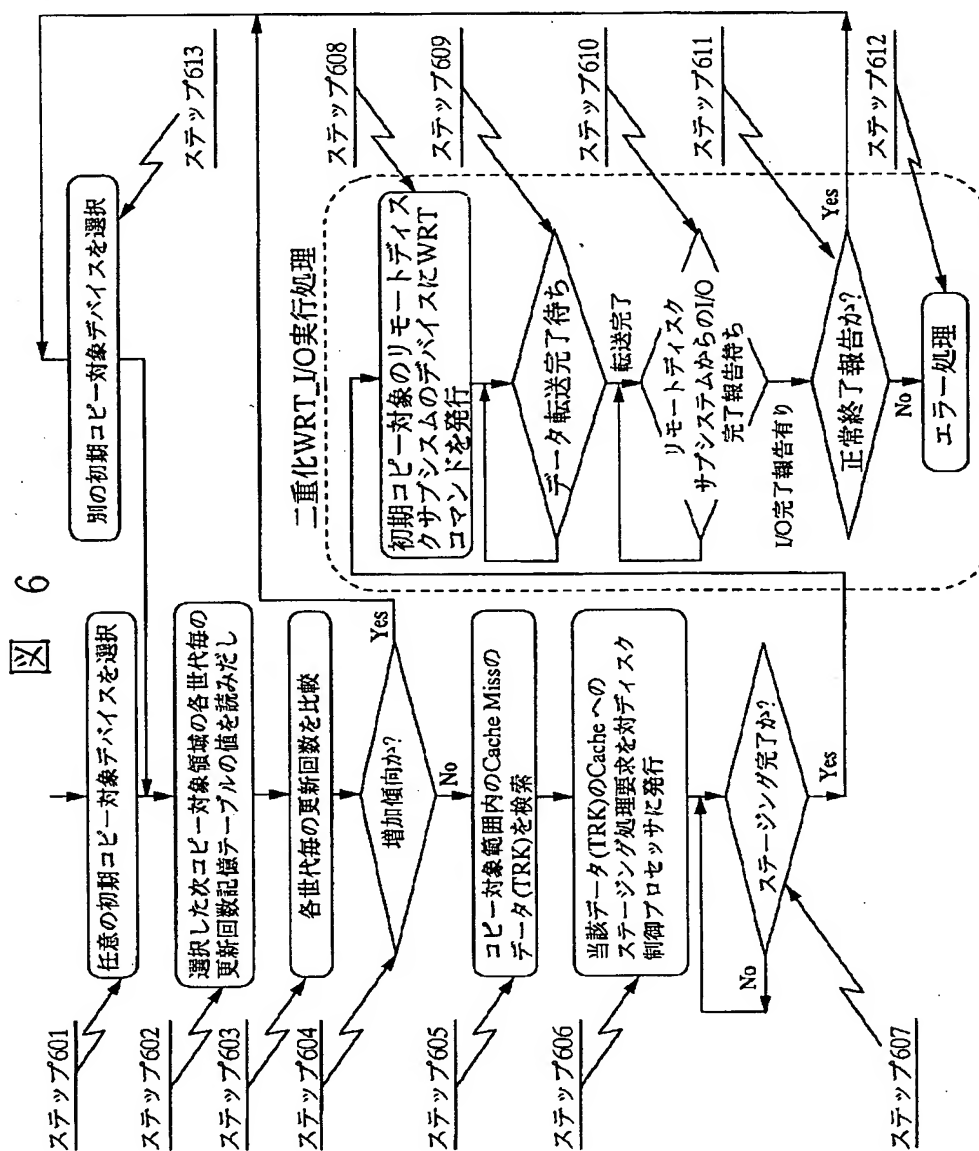 図 6
任意の初期コピー対象デバイスを選択
ステップ601
選択した次コピー対象領域の各世代毎の
更新回数記憶テーブルの値を読みだし
ステップ602
各世代毎の更新回数を比較
ステップ603
増加傾向か?
ステップ604
Yes
No
コピー対象範囲内のCache Missの
データ(TRK)を検索
ステップ605
当該データ(TRK)のCacheへの
ステージング処理要求を対ディスク
制御プロセッサに発行
ステップ606
ステージング完了か?
No
Yes
ステップ607
別の初期コピー対象デバイスを選択
ステップ613
二重化WRT_I/O実行処理
初期コピー対象のリモートディス
クサブシスムのデバイスにWRT
コマンドを発行
ステップ608
データ転送完了待ち
ステップ609
転送完了
リモートディスク
サブシステムからのI/O
完了報告待ち
ステップ610
I/O完了報告有り
正常終了報告か?
ステップ611
Yes
No
エラー処理
ステップ612